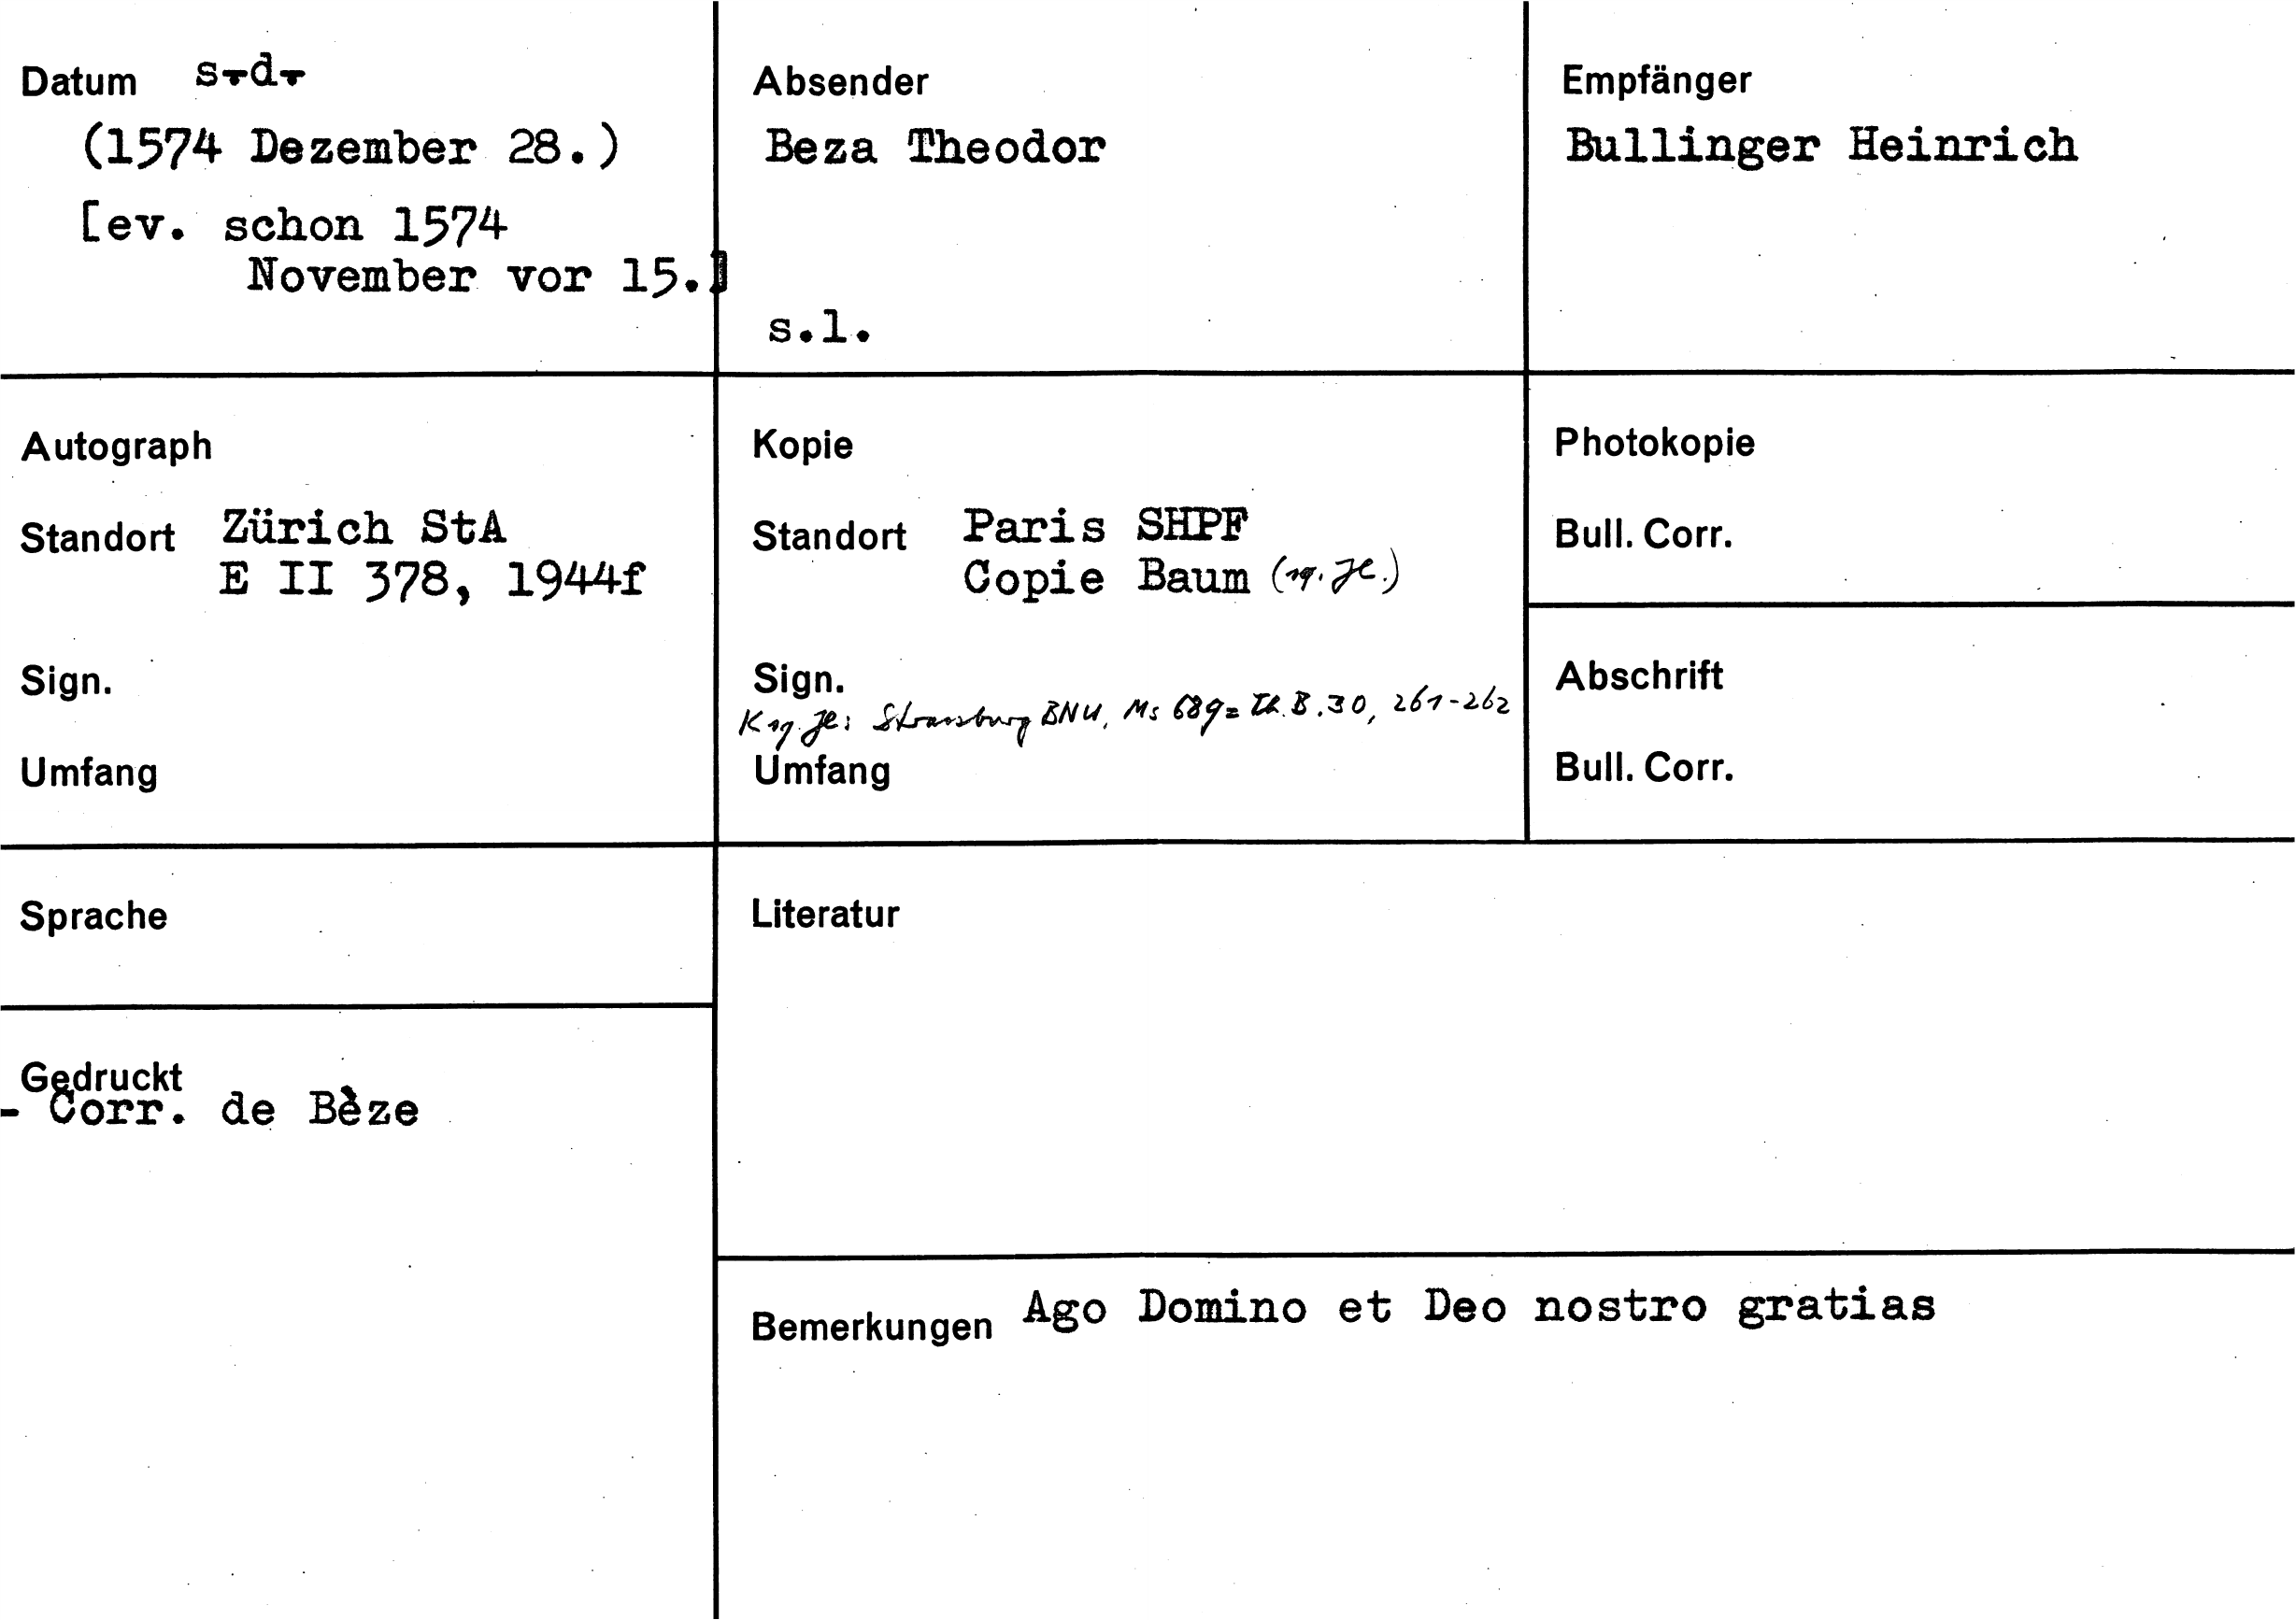 Datum s.d.
(1574 Dezember 28.)
[ev. schon 1574
November vor 15.]
Absender
Beza Theodor
s.l.
Empfänger
Bullinger Heinrich
Autograph
Standort Zürich StA
E II 378, 1944f
Sign.
Umfang
Kopie
Standort Paris SHPF
Copie Baum (19. Jh.)
Sign.
K 19. Jh: Strassburg BNU, Ms 689 = Th. B. 30, 261-262
Umfang
Photokopie
Bull. Corr.
Abschrift
Bull. Corr.
Sprache
Gedruckt
- Corr. de Bèze
Literatur
Bemerkungen Ago Domino et Deo nostro gratias